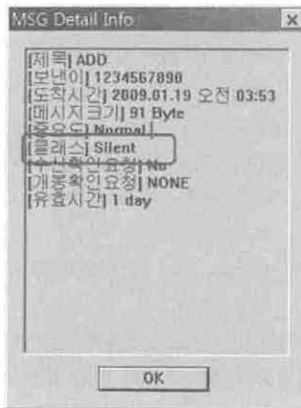 MSG Detail Info
[제목] ADD
[보낸이] 1234567890
[도착시간] 2009.01.19 오전 03:53
[메시지크기] 91 Byte
[중요도] Normal
[클래스] Silent
[수신확인요청] No
[개봉확인요청] NONE
[유효시간] 1 day
OK